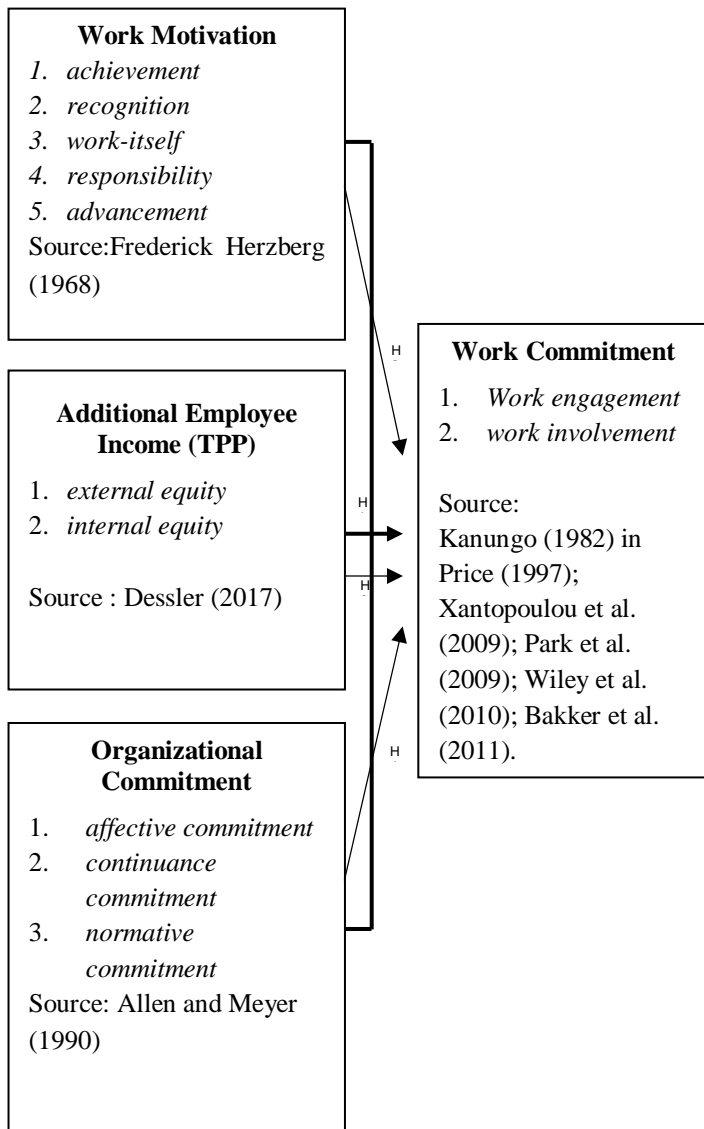 Work Motivation
1. achievement
2. recognition
3. work-itself
4. responsibility
5. advancement
Source:Frederick Herzberg
(1968)
Additional Employee
Income (TPP)
1. external equity
2. internal equity
Source : Dessler (2017)
Organizational
Commitment
1. affective commitment
2. continuance
commitment
3. normative
commitment
Source: Allen and Meyer
(1990)
H
H
H
H
Work Commitment
1. Work engagement
2. work involvement
Source:
Kanungo (1982) in
Price (1997);
Xantopoulou et al.
(2009); Park et al.
(2009); Wiley et al.
(2010); Bakker et al.
(2011).